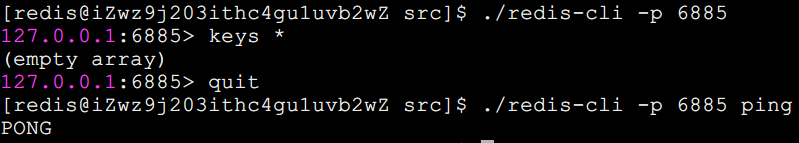 [redis@iZwz9j203ithc4gu1uvb2wZ src]$ ./redis-cli -p 6885
127.0.0.1:6885> keys *
(empty array)
127.0.0.1:6885> quit
[redis@iZwz9j203ithc4gu1uvb2wZ src]$ ./redis-cli -p 6885 ping
PONG